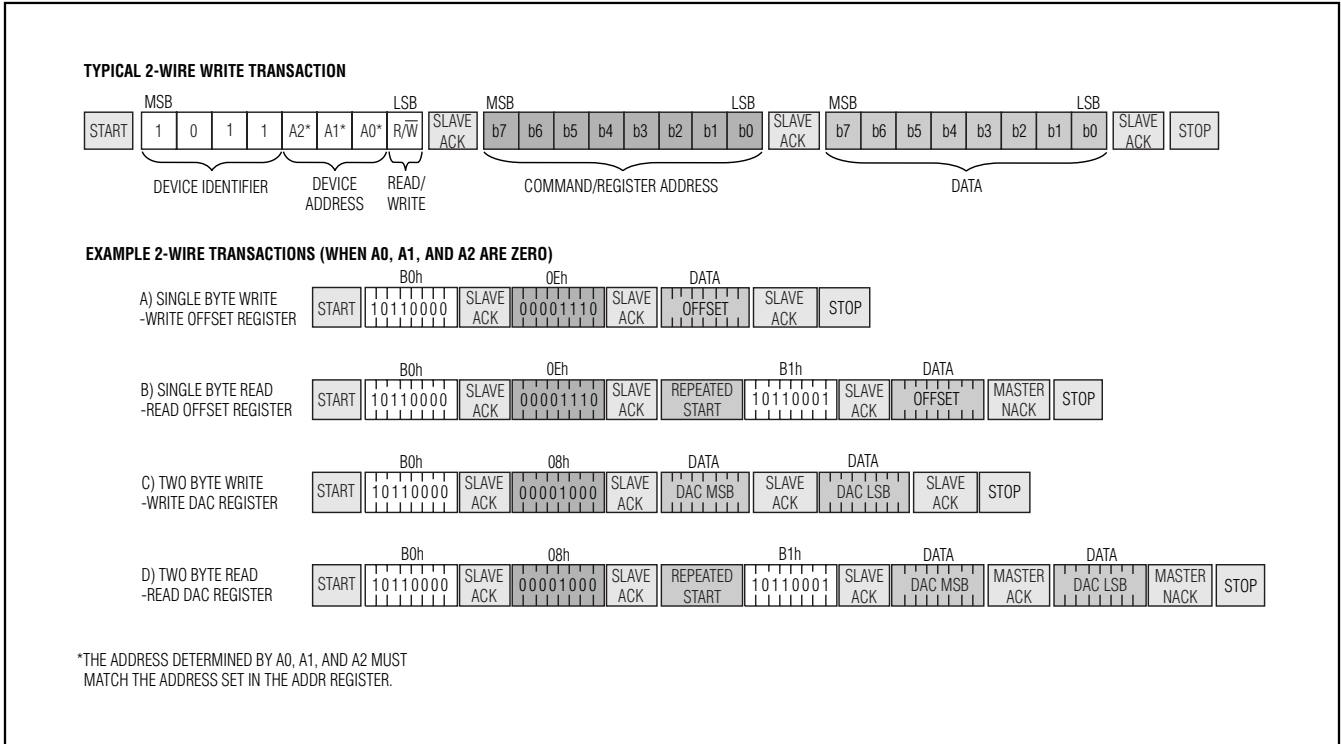 TYPICAL 2-WIRE WRITE TRANSACTION
MSB LSB MSB LSB MSB LSB
START 1 0 1 1 A2* A1* A0* R/W̅ SLAVE ACK b7 b6 b5 b4 b3 b2 b1 b0 SLAVE ACK b7 b6 b5 b4 b3 b2 b1 b0 SLAVE ACK STOP
DEVICE IDENTIFIER DEVICE ADDRESS READ/WRITE COMMAND/REGISTER ADDRESS DATA
EXAMPLE 2-WIRE TRANSACTIONS (WHEN A0, A1, AND A2 ARE ZERO)
B0h 0Eh DATA
A) SINGLE BYTE WRITE
-WRITE OFFSET REGISTER
START 10110000 SLAVE ACK 00001110 SLAVE ACK OFFSET SLAVE ACK STOP
B0h 0Eh B1h DATA
B) SINGLE BYTE READ
-READ OFFSET REGISTER
START 10110000 SLAVE ACK 00001110 SLAVE ACK REPEATED START 10110001 SLAVE ACK OFFSET MASTER NACK STOP
B0h 08h DATA DATA
C) TWO BYTE WRITE
-WRITE DAC REGISTER
START 10110000 SLAVE ACK 00001000 SLAVE ACK DAC MSB SLAVE ACK DAC LSB SLAVE ACK STOP
B0h 08h B1h DATA DATA
D) TWO BYTE READ
-READ DAC REGISTER
START 10110000 SLAVE ACK 00001000 SLAVE ACK REPEATED START 10110001 SLAVE ACK DAC MSB MASTER ACK DAC LSB MASTER NACK STOP
*THE ADDRESS DETERMINED BY A0, A1, AND A2 MUST
MATCH THE ADDRESS SET IN THE ADDR REGISTER.